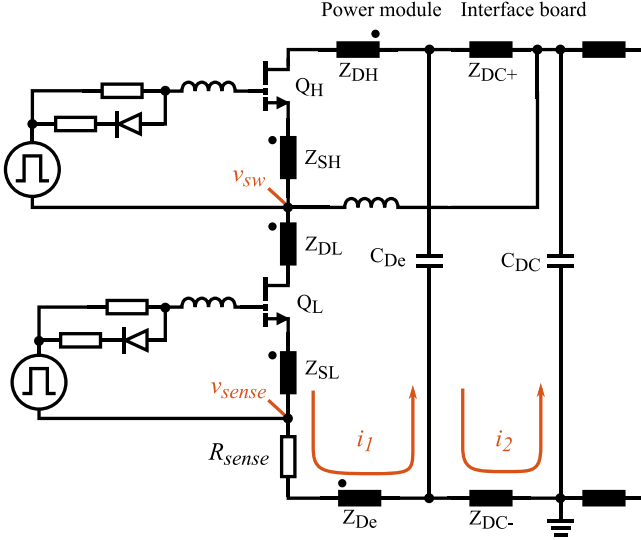 Power module Interface board
Z_DH Z_DC+
Q_H
Z_SH
v_sw
Z_DL
C_De C_DC
Q_L
Z_SL
v_sense
R_sense i_1 i_2
Z_De Z_DC-